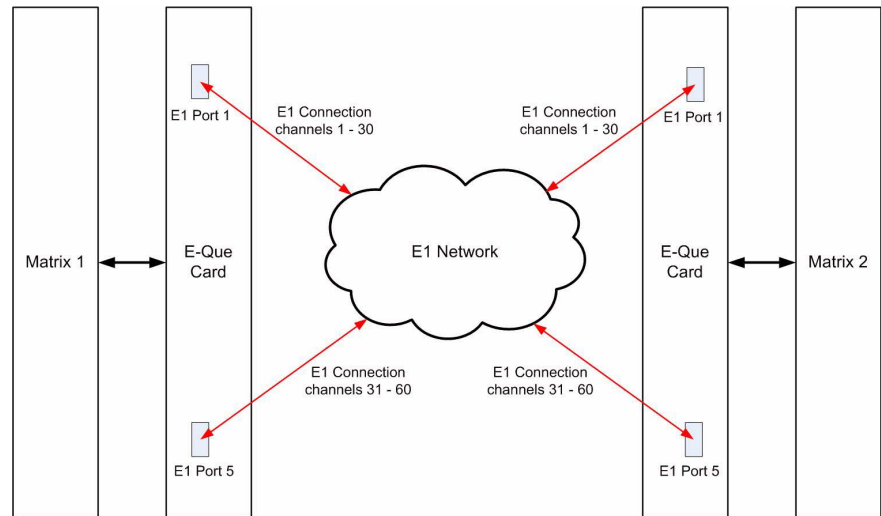 E1 Port 1
E1 Connection
channels 1 - 30
E1 Connection
channels 1 - 30
E1 Port 1
Matrix 1
E-Que
Card
E1 Network
E-Que
Card
Matrix 2
E1 Connection
channels 31 - 60
E1 Connection
channels 31 - 60
E1 Port 5
E1 Port 5